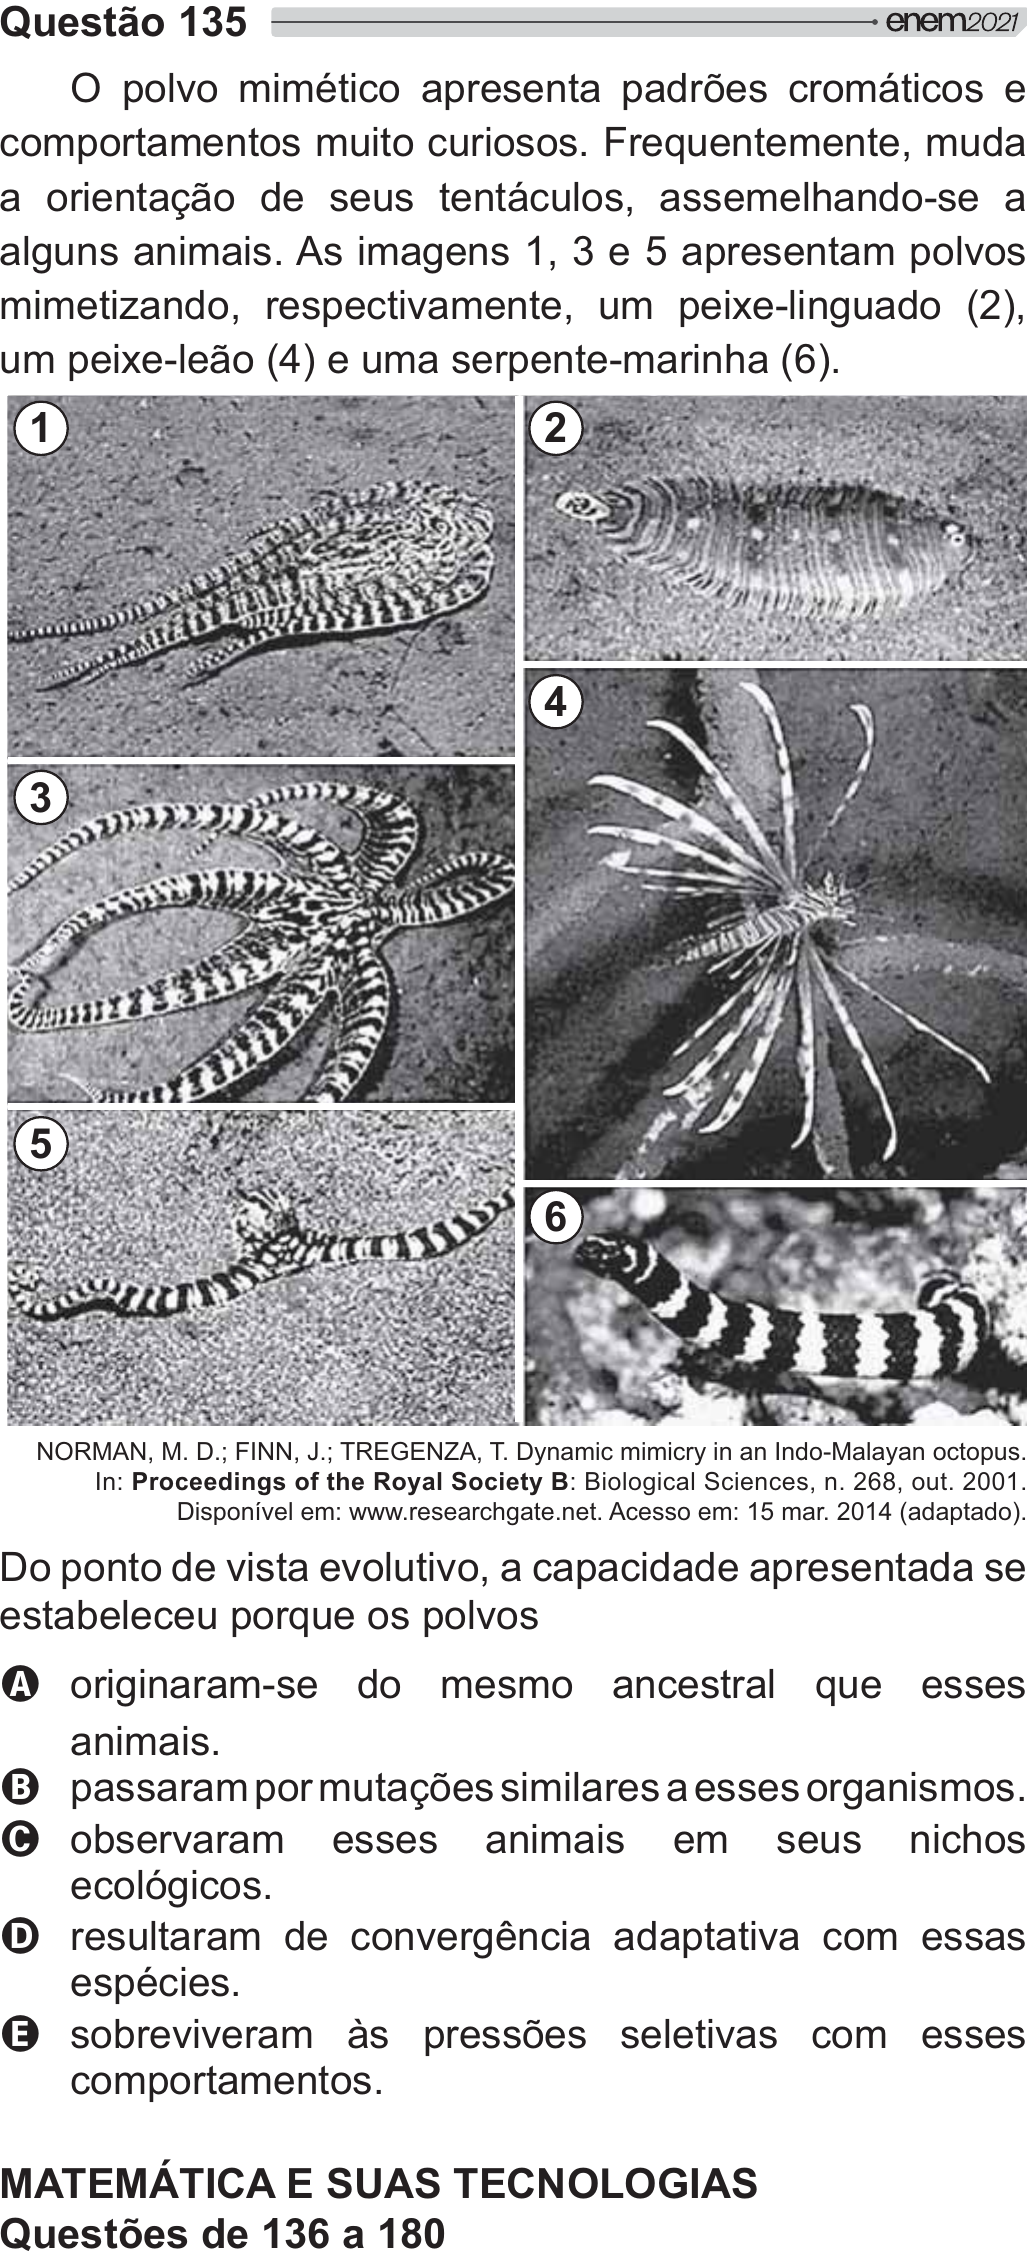 Questão 135
enem2021
O polvo mimético apresenta padrões cromáticos e
comportamentos muito curiosos. Frequentemente, muda
a orientação de seus tentáculos, assemelhando-se a
alguns animais. As imagens 1, 3 e 5 apresentam polvos
mimetizando, respectivamente, um peixe-linguado (2),
um peixe-leão (4) e uma serpente-marinha (6).
1
2
3
4
5
6
NORMAN, M. D.; FINN, J.; TREGENZA, T. Dynamic mimicry in an Indo-Malayan octopus.
In: Proceedings of the Royal Society B: Biological Sciences, n. 268, out. 2001.
Disponível em: www.researchgate.net. Acesso em: 15 mar. 2014 (adaptado).
Do ponto de vista evolutivo, a capacidade apresentada se
estabeleceu porque os polvos
A originaram-se do mesmo ancestral que esses
animais.
B passaram por mutações similares a esses organismos.
C observaram esses animais em seus nichos
ecológicos.
D resultaram de convergência adaptativa com essas
espécies.
E sobreviveram às pressões seletivas com esses
comportamentos.
MATEMÁTICA E SUAS TECNOLOGIAS
Questões de 136 a 180